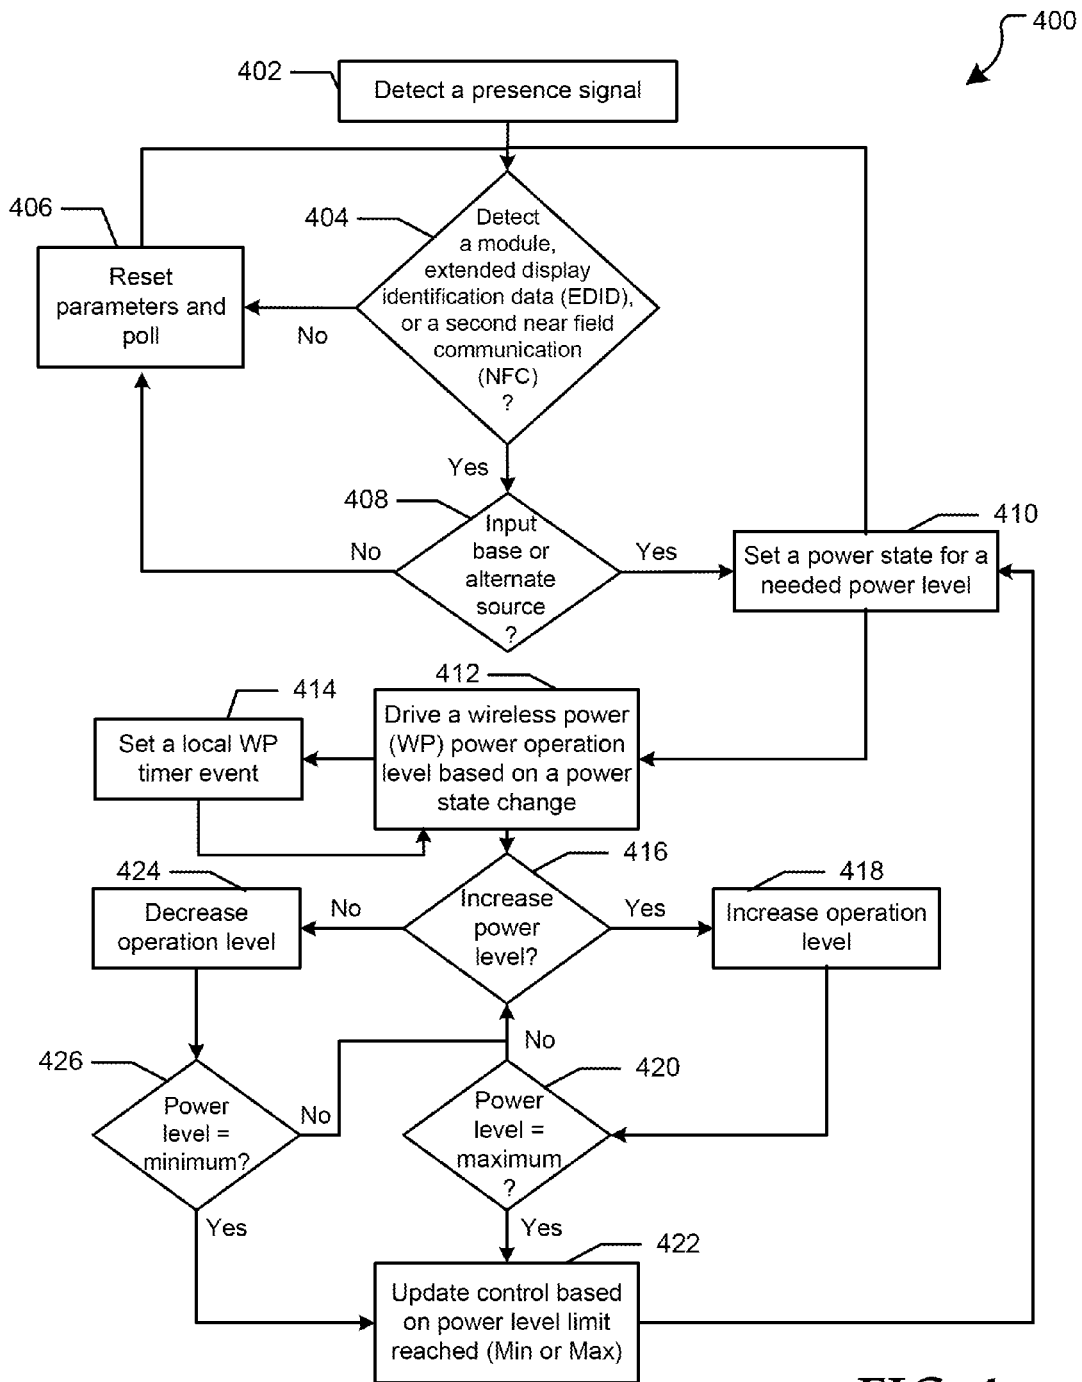 400
402
Detect a presence signal
406
404
Detect
a module,
extended display
identification data (EDID),
or a second near field
communication
(NFC)
?
Reset
parameters and
poll
No
Yes
408
410
Input
base or
alternate
source
?
No
Yes
Set a power state for a
needed power level
412
414
Drive a wireless power
(WP) power operation
level based on a power
state change
Set a local WP
timer event
416
424
418
Increase
power
level?
No
Yes
Decrease
operation level
Increase operation
level
No
426
420
Power
level =
minimum?
No
Power
level =
maximum
?
Yes
Yes
422
Update control based
on power level limit
reached (Min or Max)